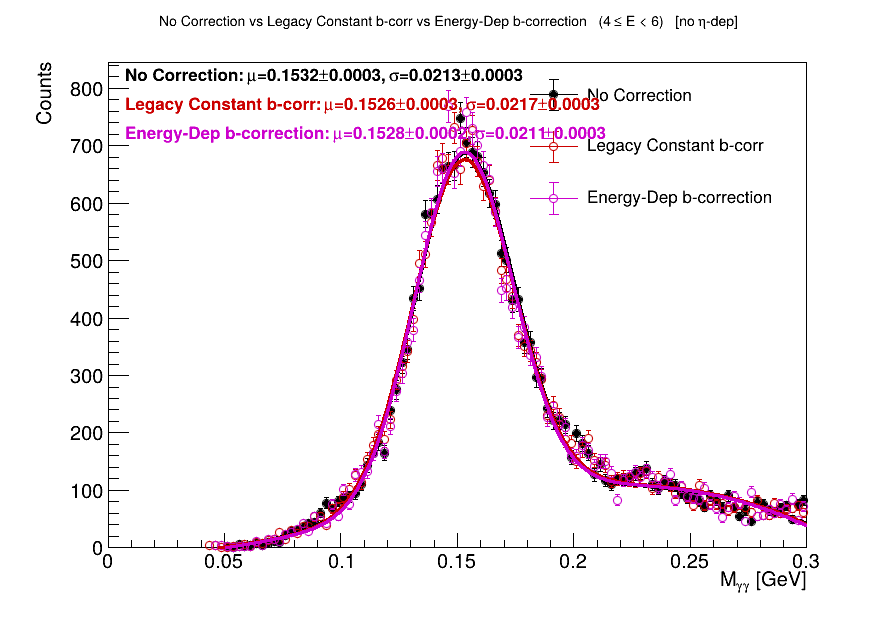 No Correction vs Legacy Constant b-corr vs Energy-Dep b-correction (4 ≤ E < 6) [no η-dep]
Counts
No Correction: μ=0.1532±0.0003, σ=0.0213±0.0003
Legacy Constant b-corr: μ=0.1526±0.0003, σ=0.0217±0.0003
Energy-Dep b-correction: μ=0.1528±0.0003, σ=0.0211±0.0003
No Correction
Legacy Constant b-corr
Energy-Dep b-correction
800
700
600
500
400
300
200
100
0
0 0.05 0.1 0.15 0.2 0.25 0.3
Mγγ [GeV]